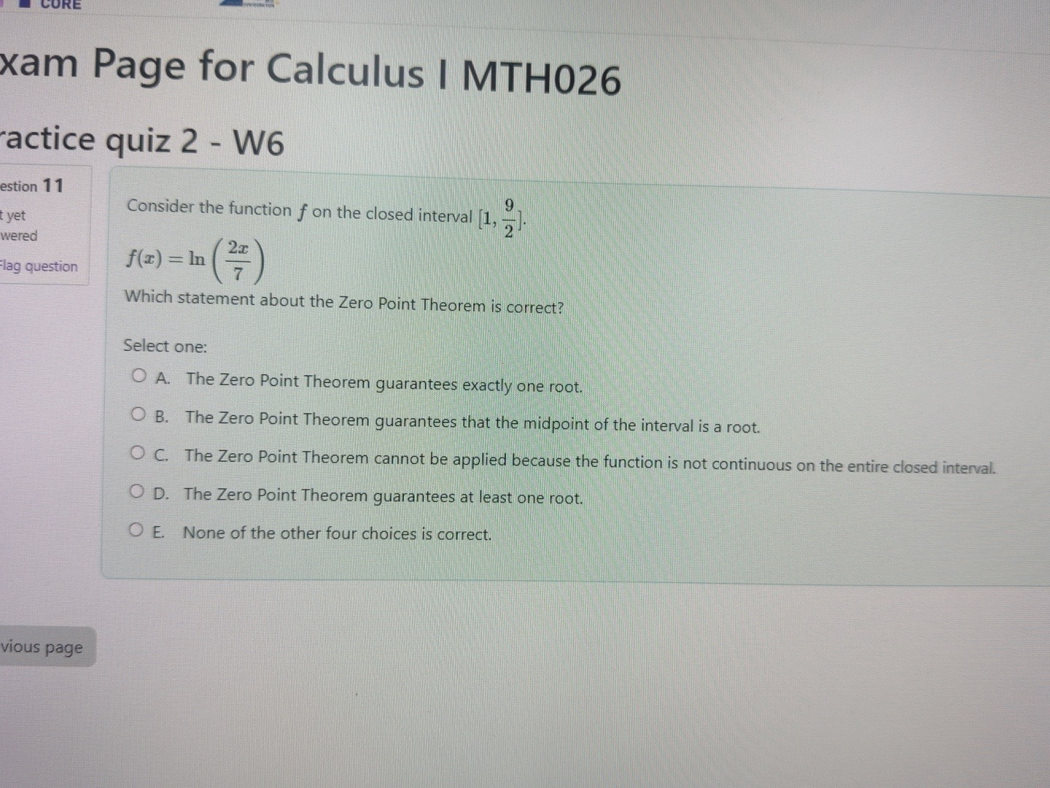 CORE
xam Page for Calculus I MTH026
ractice quiz 2 - W6
estion 11
t yet
wered
Flag question
Consider the function f on the closed interval [1, 9/2].
f(x) = ln (2x/7)
Which statement about the Zero Point Theorem is correct?
Select one:
A. The Zero Point Theorem guarantees exactly one root.
B. The Zero Point Theorem guarantees that the midpoint of the interval is a root.
C. The Zero Point Theorem cannot be applied because the function is not continuous on the entire closed interval.
D. The Zero Point Theorem guarantees at least one root.
E. None of the other four choices is correct.
vious page